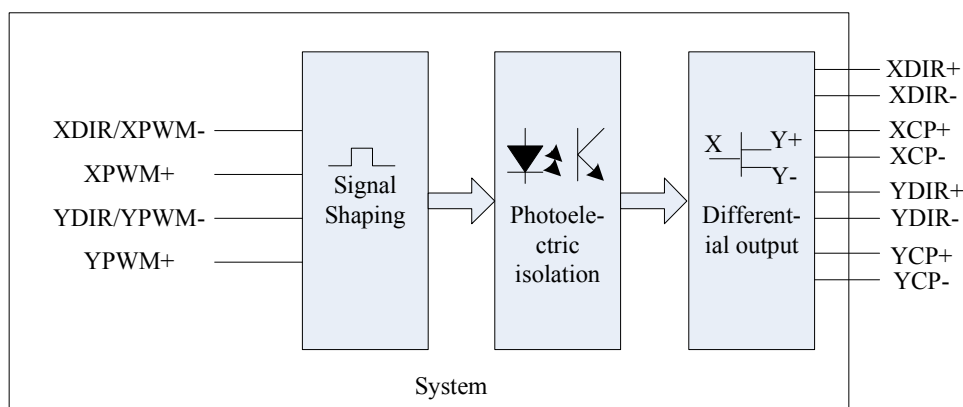 XDIR/XPWM-
XPWM+
YDIR/YPWM-
YPWM+
Signal
Shaping
Photoele-
ctric
isolation
X
Y+
Y-
Different-
ial output
XDIR+
XDIR-
XCP+
XCP-
YDIR+
YDIR-
YCP+
YCP-
System